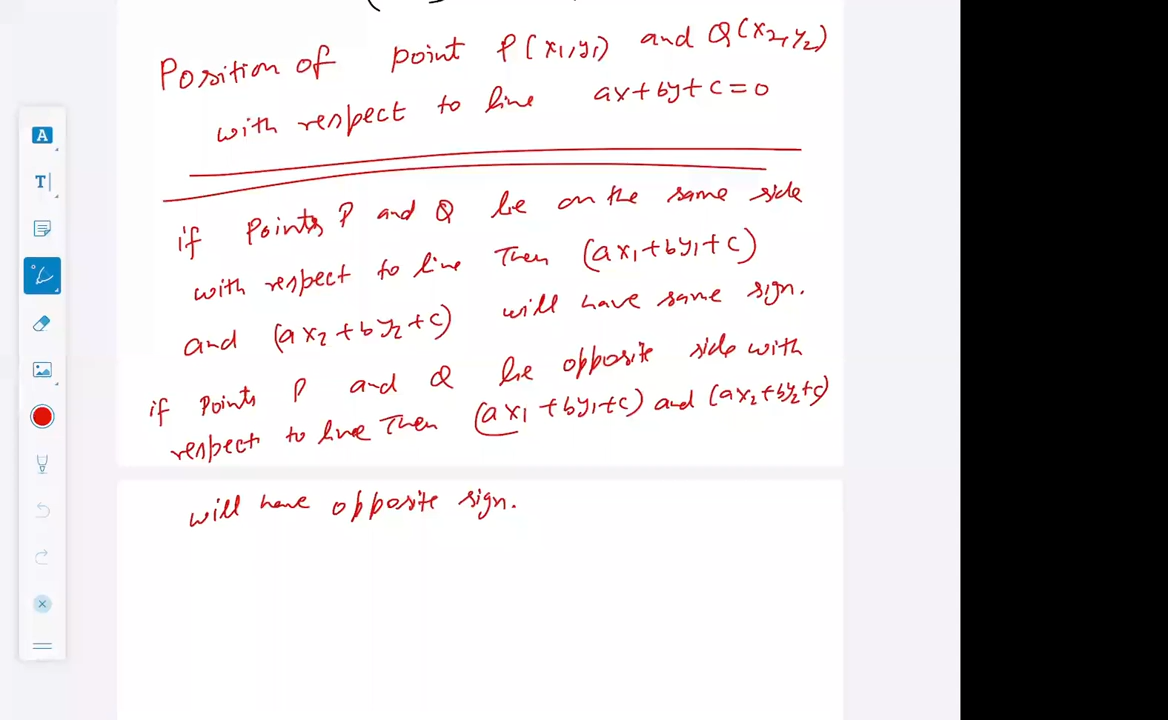 Position of point P(x₁,y₁) and Q(x₂,y₂)
with respect to line ax+by+c=0
if Points P and Q lie on the same side
with respect to line Then (ax₁+by₁+c)
and (ax₂+by₂+c) will have same sign.
if Points P and Q lie opposite side with
respect to line Then (ax₁+by₁+c) and (ax₂+by₂+c)
will have opposite sign.
A
T